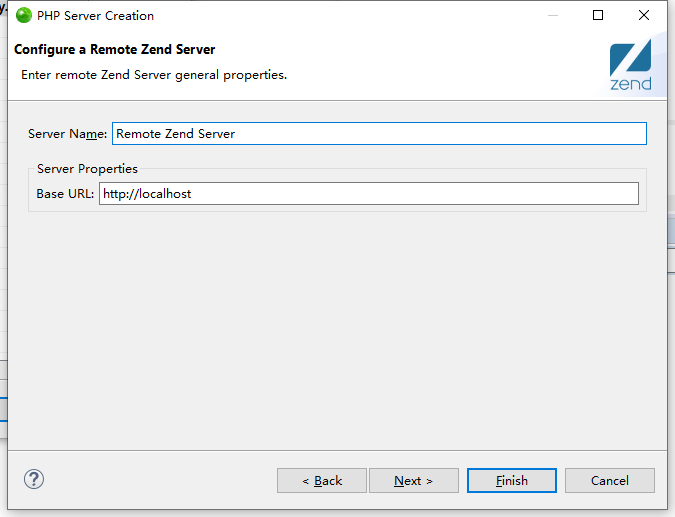 y.
PHP Server Creation
Configure a Remote Zend Server
Enter remote Zend Server general properties.
zend
Server Name: Remote Zend Server
Server Properties
Base URL: http://localhost
?
< Back Next > Finish Cancel